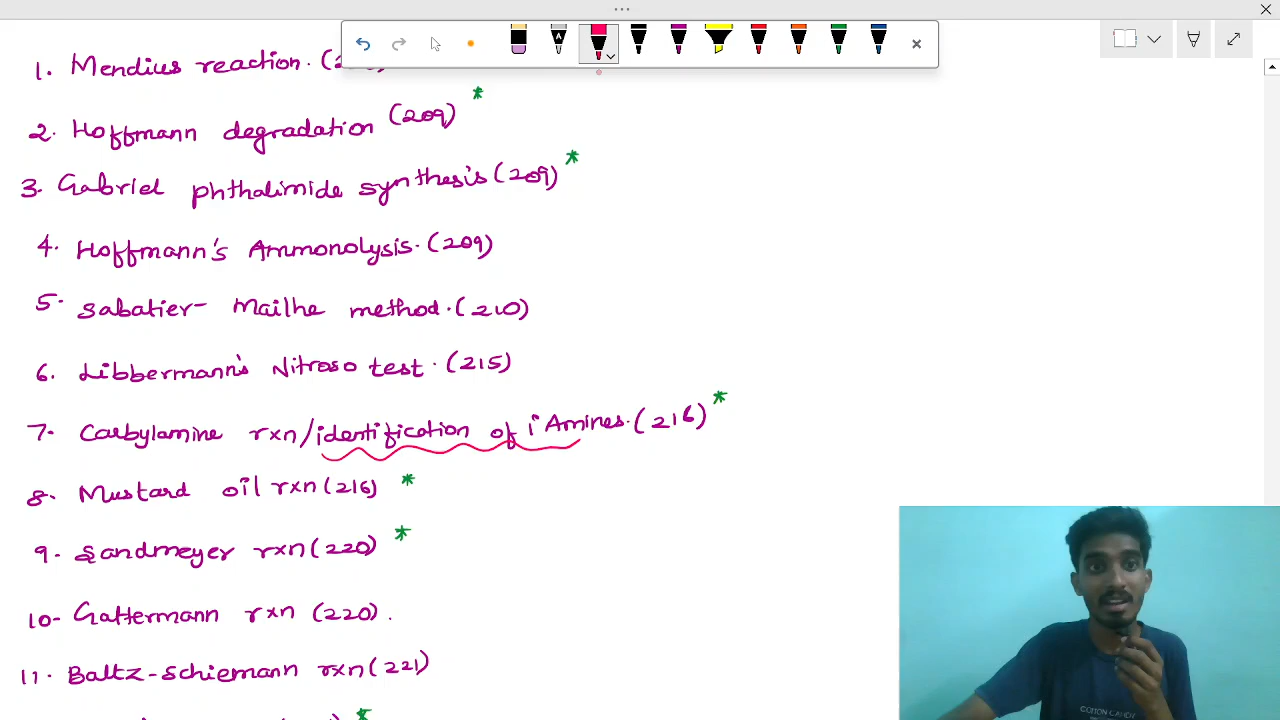 1. Mendius reaction. (
2. Hoffmann degradation (209) *
3. Gabriel phthalimide synthesis (209) *
4. Hoffmann's Ammonolysis. (209)
5. Sabatier- Mailhe method. (210)
6. Libbermann's Nitroso test. (215)
7. Carbylamine rxn/identification of i Amines. (216) *
8. Mustard oil rxn (216) *
9. Sandmeyer rxn (220) *
10- Gattermann rxn (220).
11. Baltz-Schiemann rxn (221)
COTTON CANDY